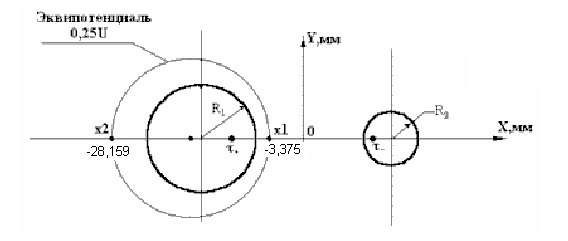 Эквипотенциаль
0,25U
Y,мм
R1
x2
x1
0
R2
X,мм
τ+
τ-
-28,159
-3,375